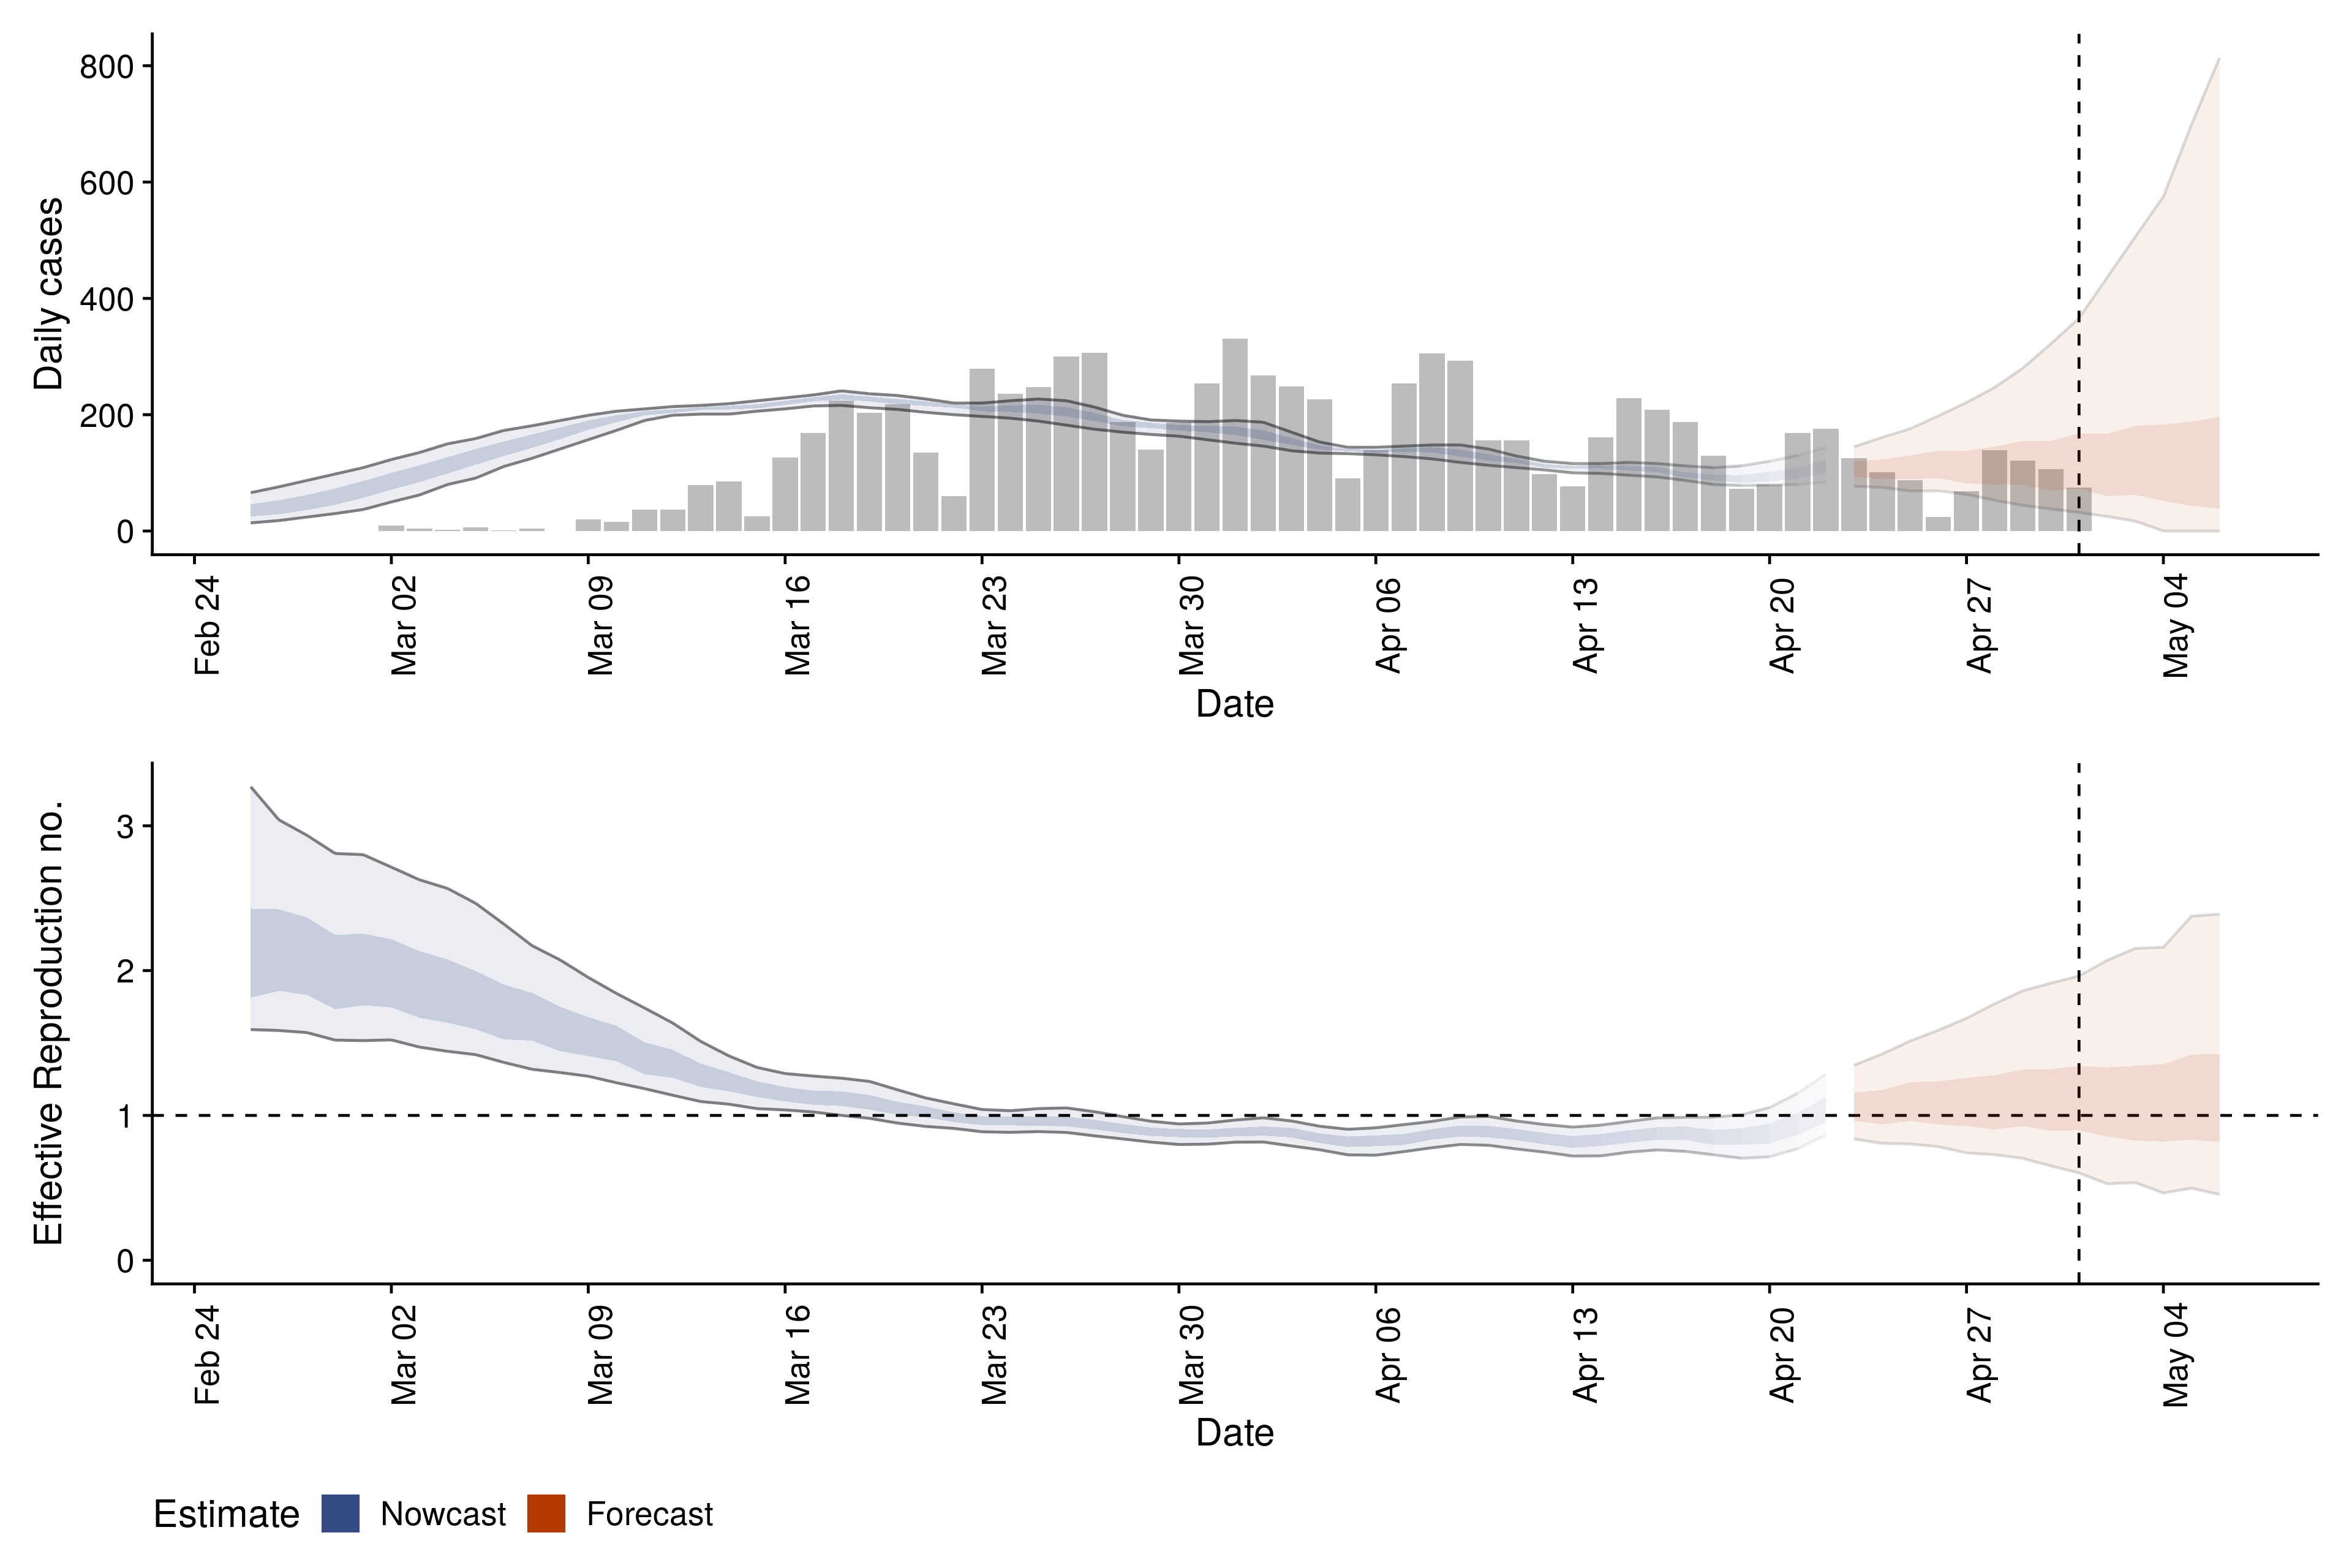 Daily cases
800
600
400
200
0
Feb 24
Mar 02
Mar 09
Mar 16
Mar 23
Mar 30
Apr 06
Apr 13
Apr 20
Apr 27
May 04
Date
Effective Reproduction no.
3
2
1
0
Feb 24
Mar 02
Mar 09
Mar 16
Mar 23
Mar 30
Apr 06
Apr 13
Apr 20
Apr 27
May 04
Date
Estimate Nowcast Forecast